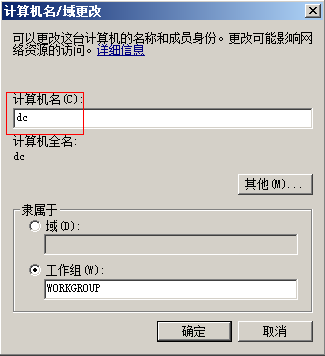 计算机名/域更改
可以更改这台计算机的名称和成员身份。更改可能影响网
络资源的访问。详细信息
计算机名(C):
dc
计算机全名:
dc
其他(M)...
隶属于
域(D):
工作组(W):
WORKGROUP
确定
取消